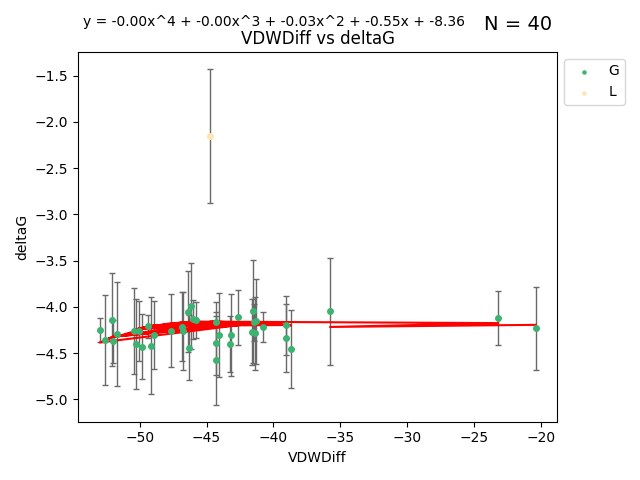 y = -0.00x^4 + -0.00x^3 + -0.03x^2 + -0.55x + -8.36
N = 40
VDWDiff vs deltaG
G
L
deltaG
−1.5
−2.0
−2.5
−3.0
−3.5
−4.0
−4.5
−5.0
−50
−45
−40
−35
−30
−25
−20
VDWDiff